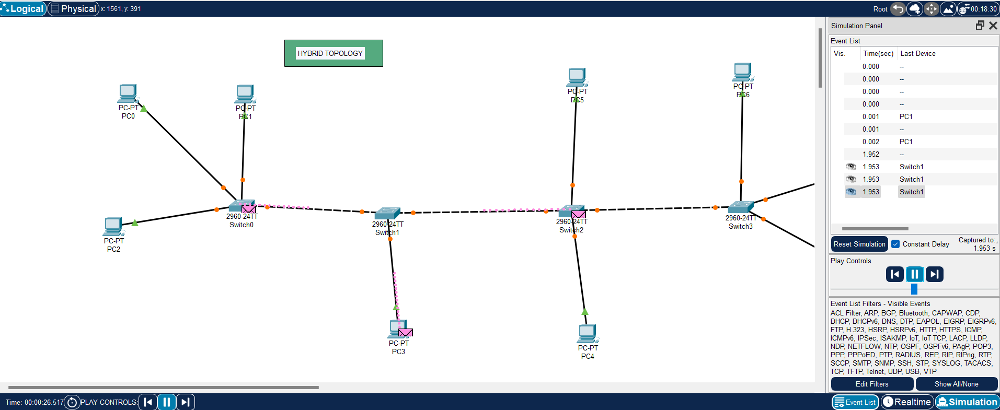 Logical
Physical
x: 1561, y: 391
Root
00:18:30
HYBRID TOPOLOGY
PC-PT
PC0
PC-PT
PC1
PC-PT
PC5
PC-PT
PC6
2960-24TT
Switch0
2960-24TT
Switch1
2960-24TT
Switch2
2960-24TT
Switch3
PC-PT
PC2
PC-PT
PC3
PC-PT
PC4
Simulation Panel
Event List
Vis. Time(sec) Last Device
0.000 --
0.000 --
0.000 --
0.000 --
0.001 PC1
0.001 --
0.002 PC1
1.952 --
1.953 Switch1
1.953 Switch1
1.953 Switch1
Reset Simulation
Constant Delay
Captured to:
1.953 s
Play Controls
Event List Filters - Visible Events
ACL Filter, ARP, BGP, Bluetooth, CAPWAP, CDP,
DHCP, DHCPv6, DNS, DTP, EAPOL, EIGRP, EIGRPv6,
FTP, H.323, HSRP, HSRPv6, HTTP, HTTPS, ICMP,
ICMPv6, IPSec, ISAKMP, IoT, IoT TCP, LACP, LLDP,
NDP, NETFLOW, NTP, OSPF, OSPFv6, PAgP, POP3,
PPP, PPPoED, PTP, RADIUS, REP, RIP, RIPng, RTP,
SCCP, SMTP, SNMP, SSH, STP, SYSLOG, TACACS,
TCP, TFTP, Telnet, UDP, USB, VTP
Edit Filters
Show All/None
Time: 00:00:26.517
PLAY CONTROLS:
Event List
Realtime
Simulation